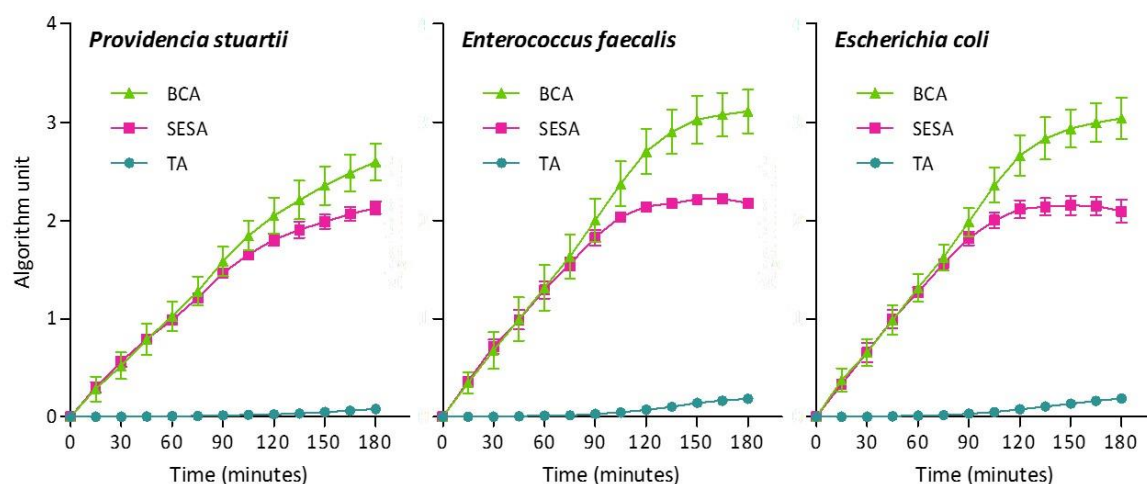 Providencia stuartii
Enterococcus faecalis
Escherichia coli
BCA
SESA
TA
BCA
SESA
TA
BCA
SESA
TA
Algorithm unit
4
3
2
1
0
0 30 60 90 120 150 180
0 30 60 90 120 150 180
0 30 60 90 120 150 180
Time (minutes)
Time (minutes)
Time (minutes)